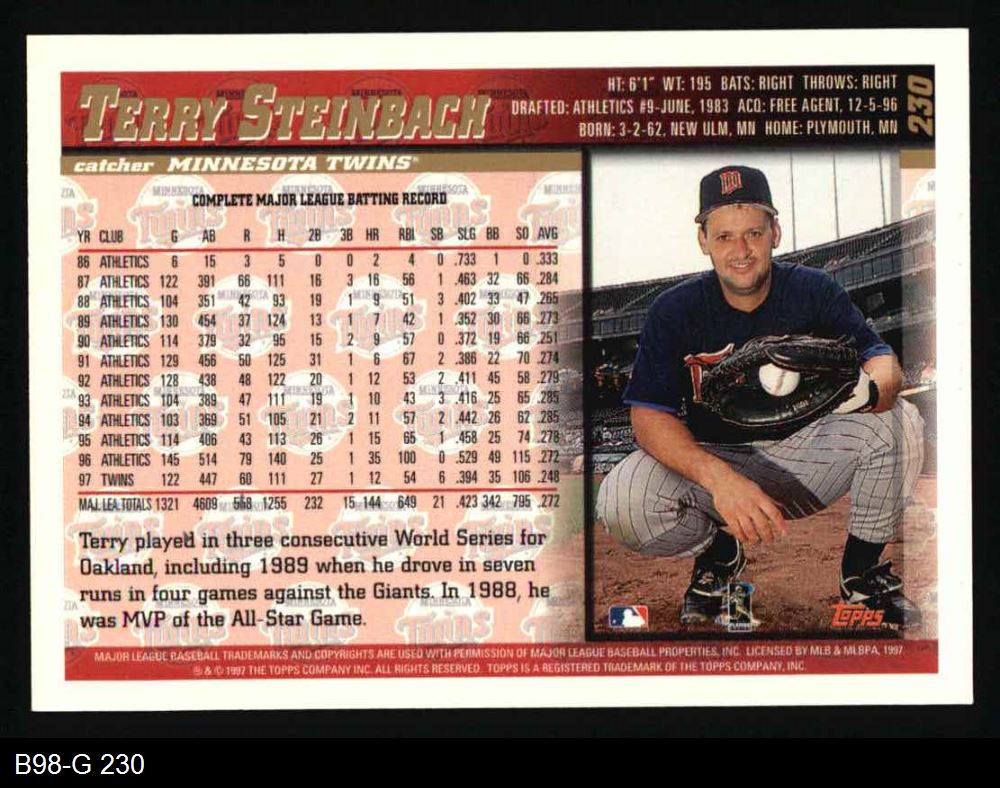 TERRY STEINBACH
HT: 6'1" WT: 195 BATS: RIGHT THROWS: RIGHT
DRAFTED: ATHLETICS #9-JUNE, 1983 ACQ: FREE AGENT, 12-5-96
BORN: 3-2-62, NEW ULM, MN HOME: PLYMOUTH, MN
230
catcher MINNESOTA TWINS
COMPLETE MAJOR LEAGUE BATTING RECORD
YR CLUB G AB R H 2B 3B HR RBI SB SLG BB SO AVG
86 ATHLETICS 6 15 3 5 0 0 2 4 0 .733 1 0 .333
87 ATHLETICS 122 391 66 111 16 3 16 56 1 .463 32 66 .284
88 ATHLETICS 104 351 42 93 19 1 9 51 3 .402 33 47 .265
89 ATHLETICS 130 454 37 124 13 1 7 42 1 .352 30 66 .273
90 ATHLETICS 114 379 32 95 15 2 9 57 0 .372 19 66 .251
91 ATHLETICS 129 456 50 125 31 1 6 67 2 .386 22 70 .274
92 ATHLETICS 128 438 48 122 20 1 12 53 2 .411 45 58 .279
93 ATHLETICS 104 389 47 111 19 1 10 43 3 .416 25 65 .285
94 ATHLETICS 103 369 51 105 21 2 11 57 2 .442 26 62 .285
95 ATHLETICS 114 406 43 113 26 1 15 65 1 .458 25 74 .278
96 ATHLETICS 145 514 79 140 25 1 35 100 0 .529 49 115 .272
97 TWINS 122 447 60 111 27 1 12 54 6 .394 35 106 .248
MAJ. LEA. TOTALS 1321 4609 558 1255 232 15 144 649 21 .423 342 795 .272
Terry played in three consecutive World Series for
Oakland, including 1989 when he drove in seven
runs in four games against the Giants. In 1988, he
was MVP of the All-Star Game.
Topps
MAJOR LEAGUE BASEBALL TRADEMARKS AND COPYRIGHTS ARE USED WITH PERMISSION OF MAJOR LEAGUE BASEBALL PROPERTIES, INC. LICENSED BY MLB & MLBPA, 1997
® & © 1997 THE TOPPS COMPANY, INC. ALL RIGHTS RESERVED. TOPPS IS A REGISTERED TRADEMARK OF THE TOPPS COMPANY, INC.
B98-G 230